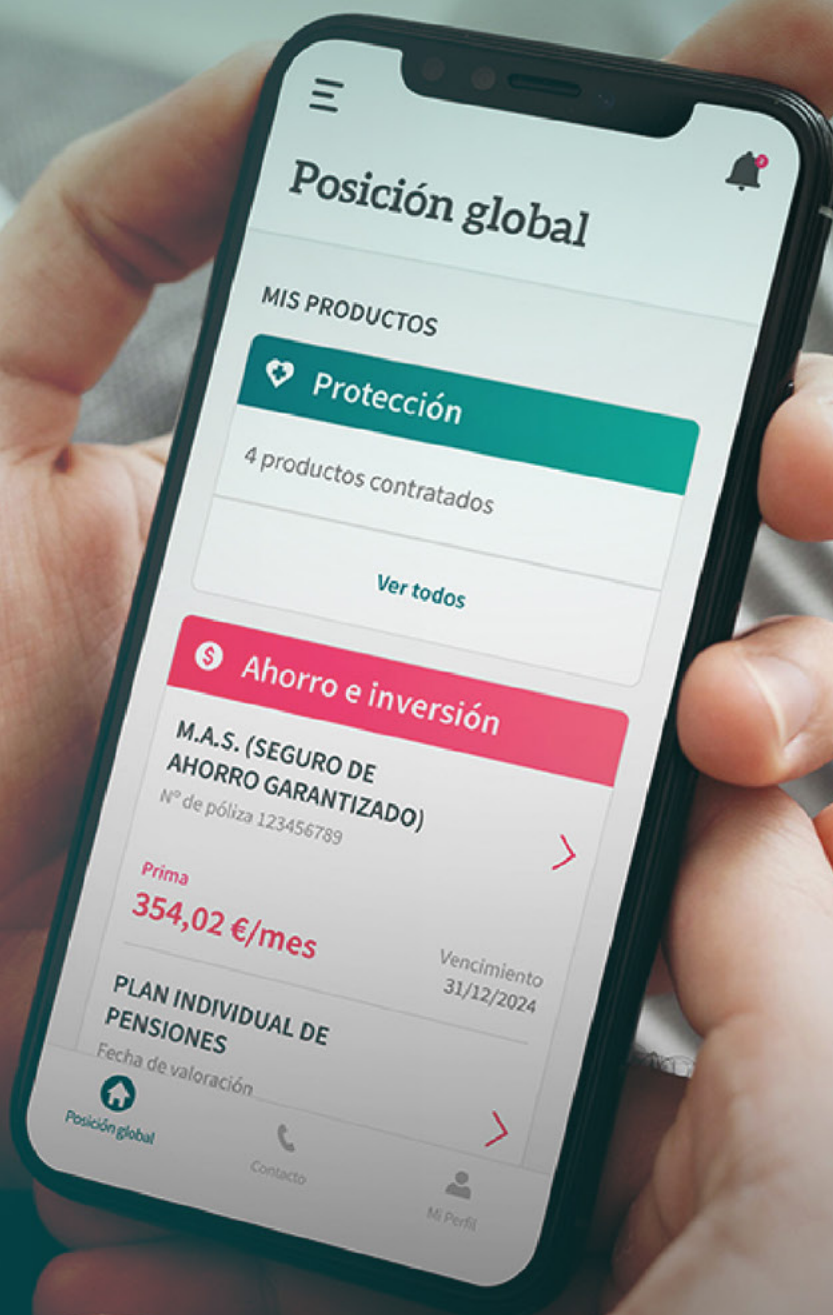 Posición global
MIS PRODUCTOS
Protección
4 productos contratados
Ver todos
$ Ahorro e inversión
M.A.S. (SEGURO DE
AHORRO GARANTIZADO)
Nº de póliza 123456789
Prima
354,02 €/mes
Vencimiento
31/12/2024
PLAN INDIVIDUAL DE
PENSIONES
Fecha de valoración
Posición global
Contacto
Mi Perfil